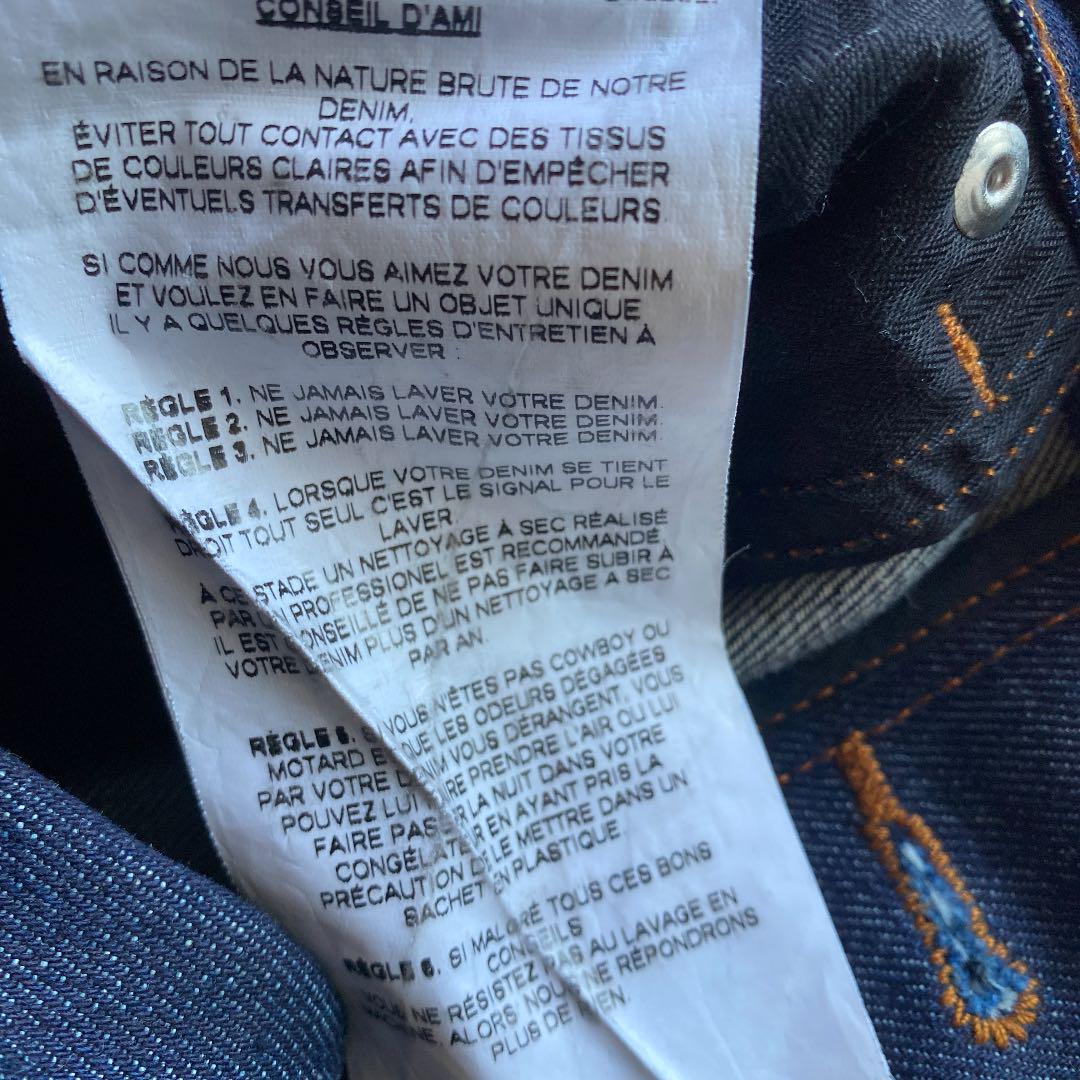 CONSEIL D'AMI
EN RAISON DE LA NATURE BRUTE DE NOTRE
DENIM,
ÉVITER TOUT CONTACT AVEC DES TISSUS
DE COULEURS CLAIRES AFIN D'EMPÊCHER
D'ÉVENTUELS TRANSFERTS DE COULEURS
SI COMME NOUS VOUS AIMEZ VOTRE DENIM
ET VOULEZ EN FAIRE UN OBJET UNIQUE
IL Y A QUELQUES RÈGLES D'ENTRETIEN À
OBSERVER :
RÈGLE 1. NE JAMAIS LAVER VOTRE DENIM.
RÈGLE 2. NE JAMAIS LAVER VOTRE DENIM.
RÈGLE 3. NE JAMAIS LAVER VOTRE DENIM.
RÈGLE 4. LORSQUE VOTRE DENIM SE TIENT
DROIT TOUT SEUL C'EST LE SIGNAL POUR LE
LAVER.
À CE STADE UN NETTOYAGE À SEC RÉALISÉ
PAR UN PROFESSIONEL EST RECOMMANDÉ,
IL EST CONSEILLÉ DE NE PAS FAIRE SUBIR À
VOTRE DENIM PLUS D'UN NETTOYAGE A SEC
PAR AN.
RÈGLE 5. VOUS N'ÊTES PAS COWBOY OU
MOTARD QUE LES ODEURS DÉGAGÉES
PAR VOTRE DENIM VOUS DÉRANGENT, VOUS
POUVEZ LUI FAIRE PRENDRE L'AIR OU LUI
FAIRE PASSER LA NUIT DANS VOTRE
CONGÉLATEUR EN AYANT PRIS LA
PRÉCAUTION DE LE METTRE DANS UN
SACHET EN PLASTIQUE.
RÈGLE 6. SI MALGRÉ TOUS CES BONS
CONSEILS
VOUS NE RÉSISTEZ PAS AU LAVAGE EN
MACHINE, ALORS NOUS NE RÉPONDRONS
PLUS DE RIEN.